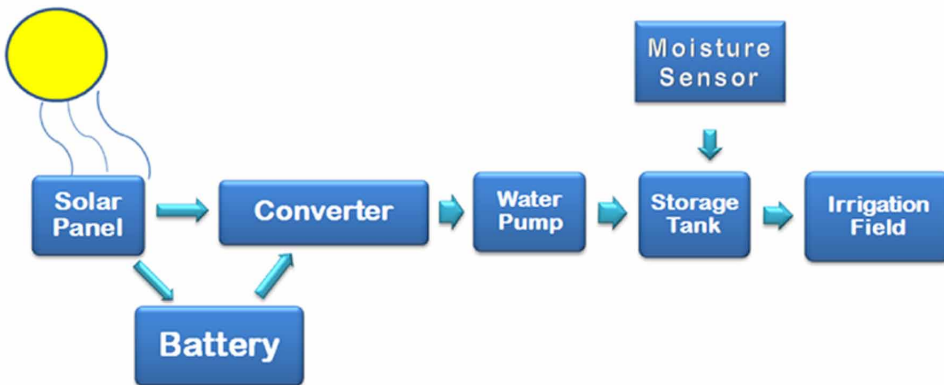 Moisture
Sensor
Solar
Panel
Converter
Water
Pump
Storage
Tank
Irrigation
Field
Battery